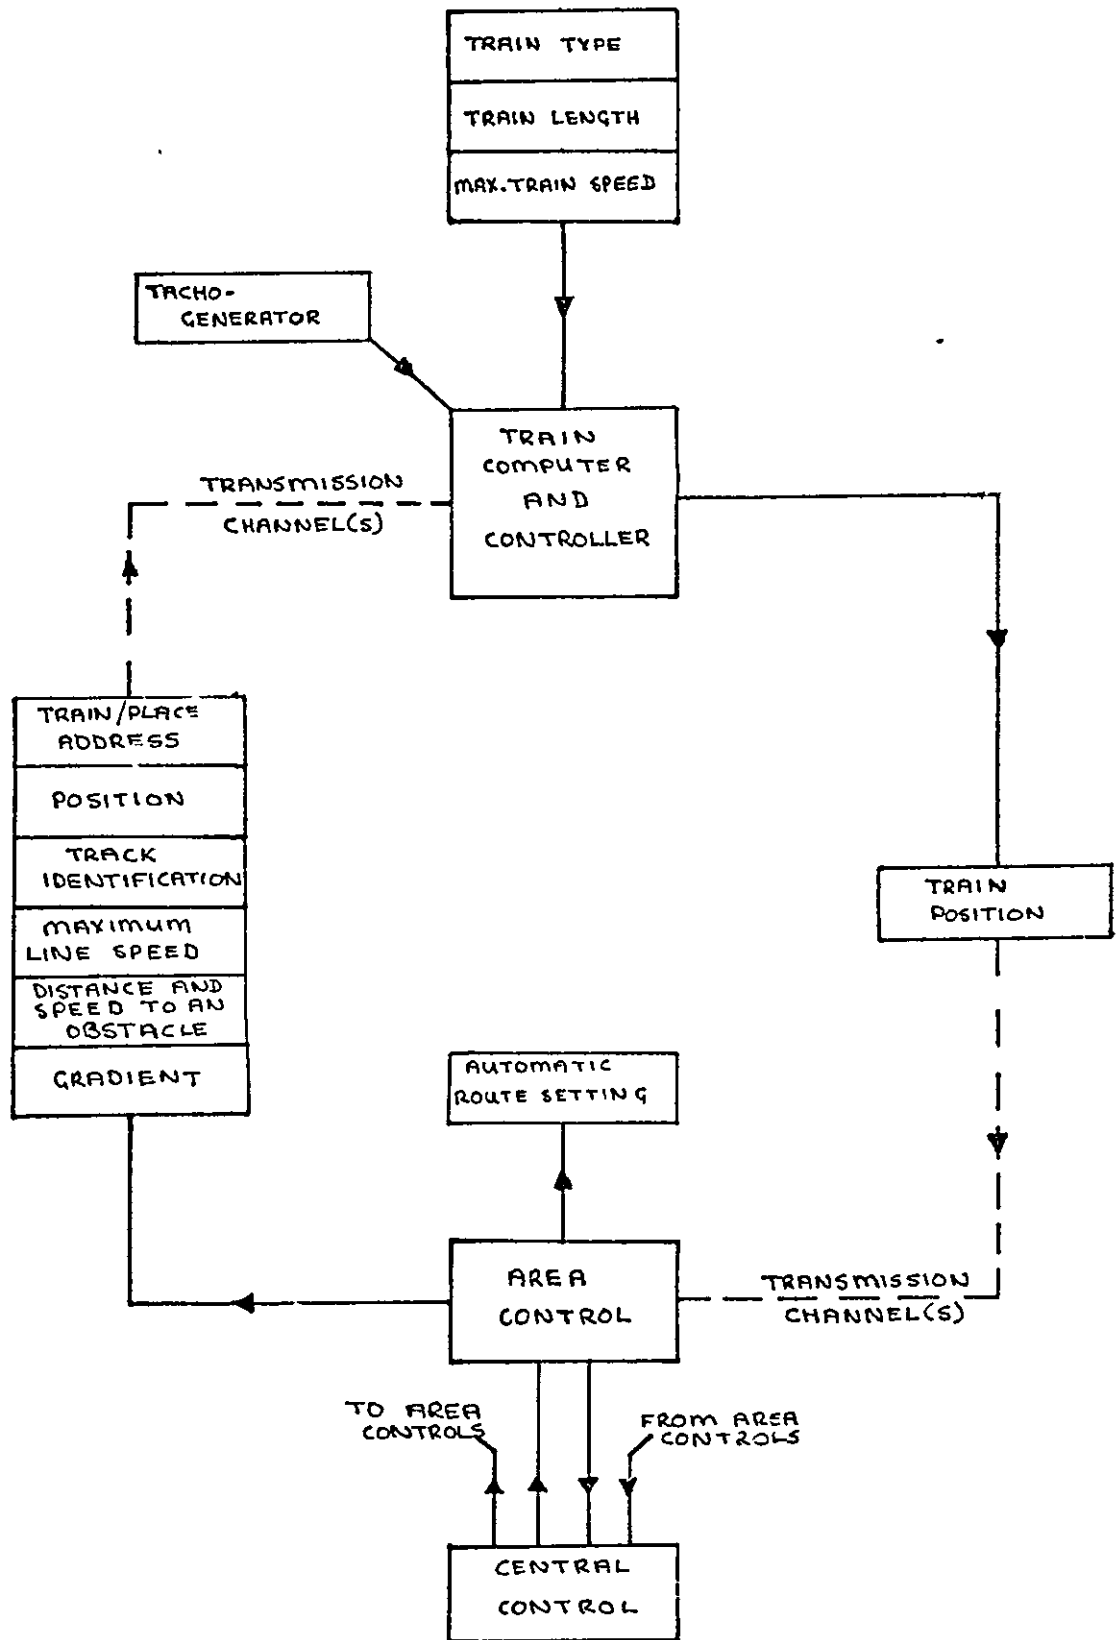 TRAIN TYPE
TRAIN LENGTH
MAX. TRAIN SPEED
TACHO-
GENERATOR
TRAIN
COMPUTER
AND
CONTROLLER
TRANSMISSION
CHANNEL(S)
TRAIN/PLACE
ADDRESS
POSITION
TRACK
IDENTIFICATION
MAXIMUM
LINE SPEED
DISTANCE AND
SPEED TO AN
OBSTACLE
GRADIENT
TRAIN
POSITION
AUTOMATIC
ROUTE SETTING
AREA
CONTROL
TRANSMISSION
CHANNEL(S)
TO AREA
CONTROLS
FROM AREA
CONTROLS
CENTRAL
CONTROL